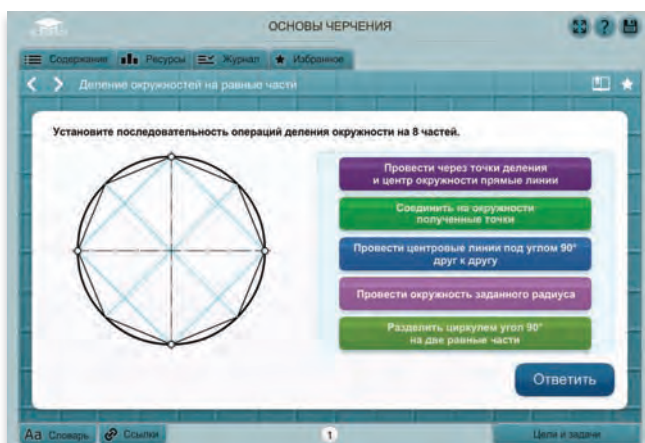 ОСНОВЫ ЧЕРЧЕНИЯ
?
Содержание Ресурсы Журнал Избранное
Деление окружностей на равные части
Установите последовательность операций деления окружности на 8 частей.
Провести через точки деления
и центр окружности прямые линии
Соединить на окружности
полученные точки
Провести центровые линии под углом 90°
друг к другу
Провести окружность заданного радиуса
Разделить циркулем угол 90°
на две равные части
Ответить
Аа Словарь Ссылки 1 Цели и задачи